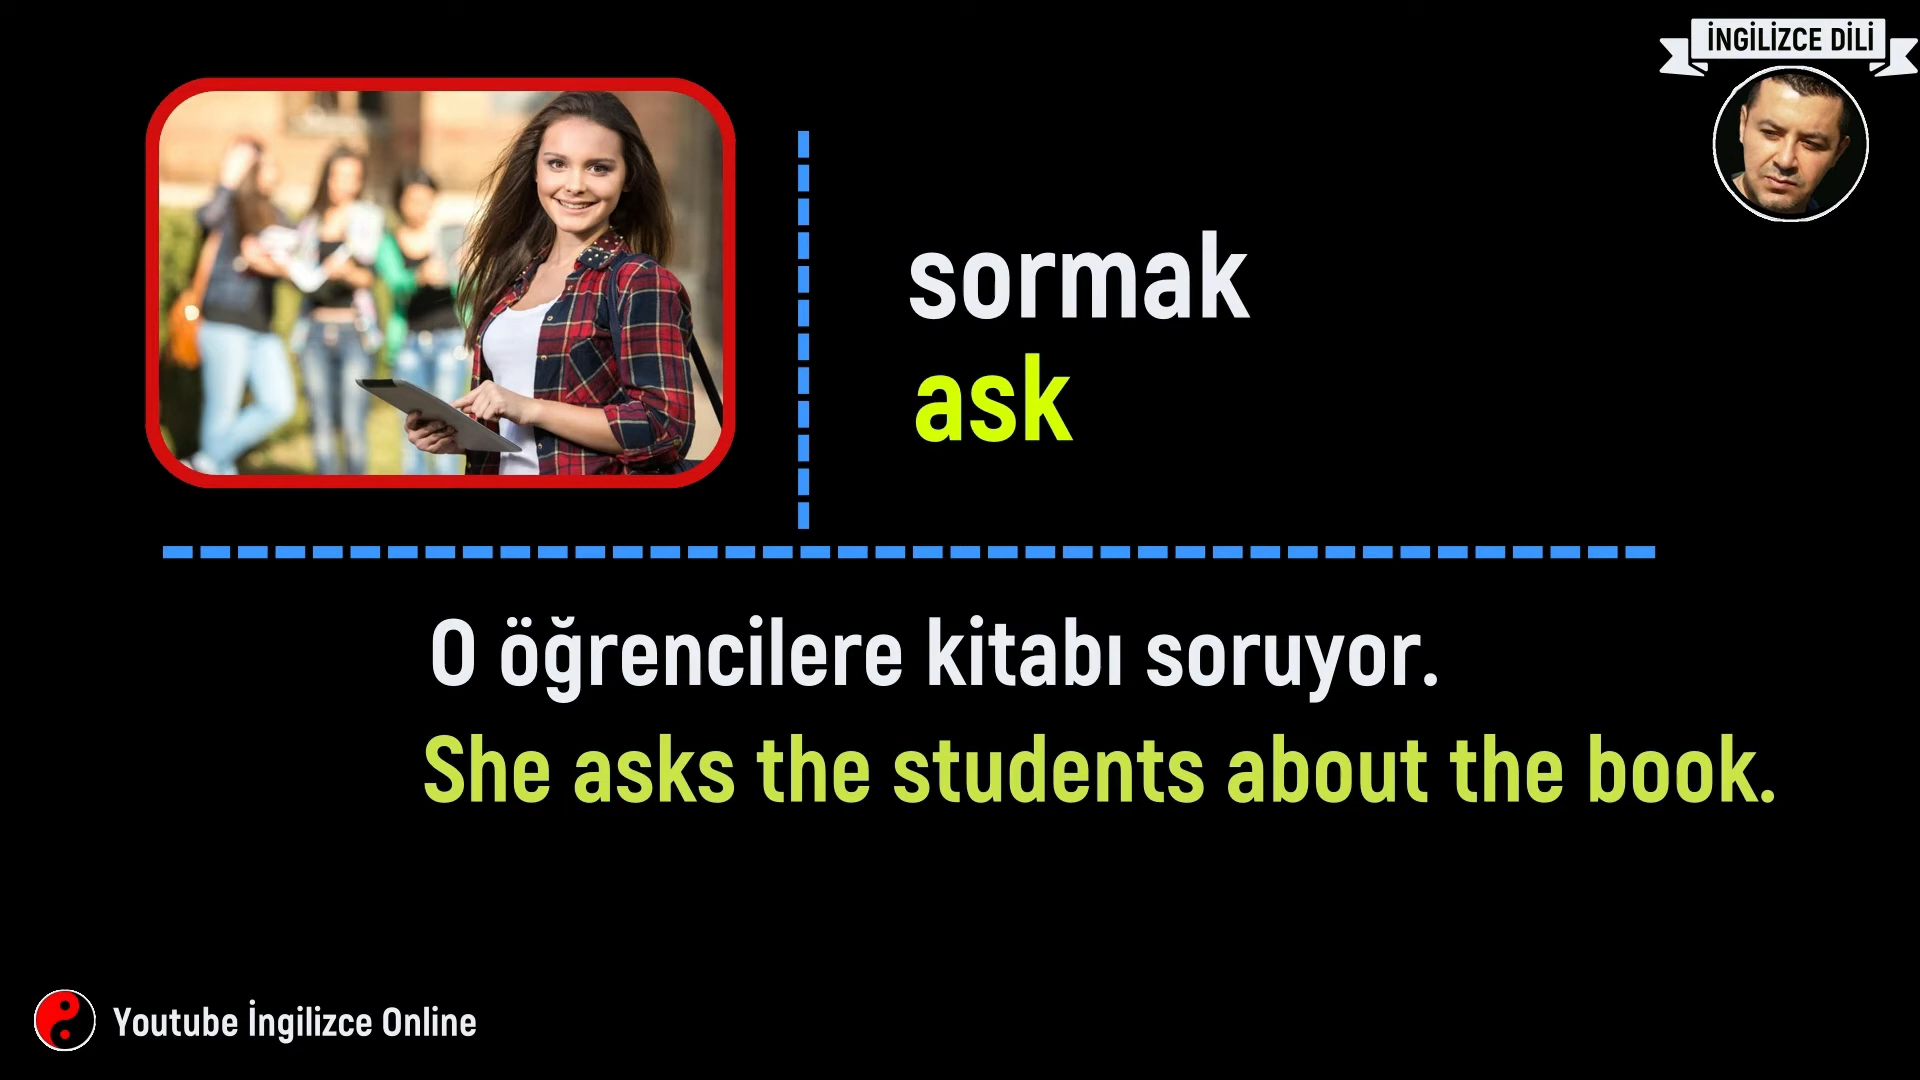 İNGİLİZCE DİLİ
sormak
ask
O öğrencilere kitabı soruyor.
She asks the students about the book.
Youtube İngilizce Online